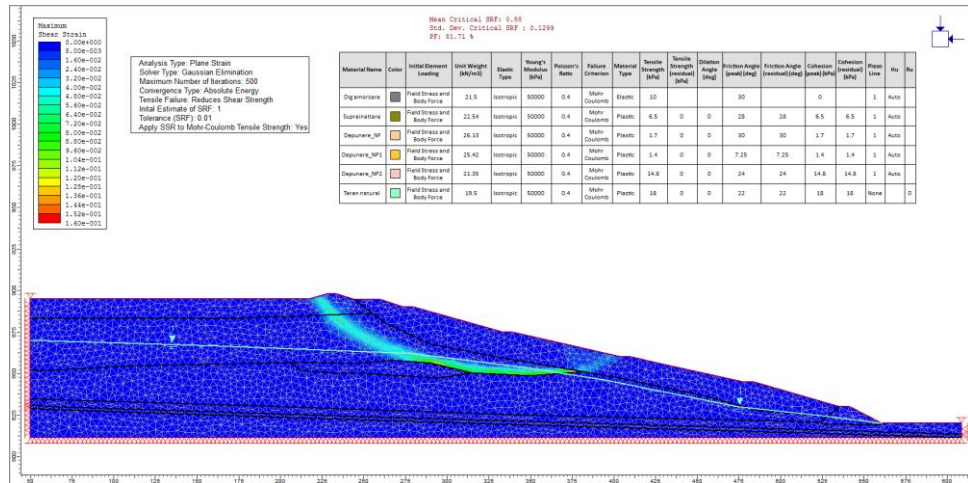 Mean Critical SRF: 0.88
Std. Dev. Critical SRF : 0.1299
PF: 81.71 %
Maximum
Shear Strain
0.00e+000
8.00e-003
1.60e-002
2.40e-002
3.20e-002
4.00e-002
4.80e-002
5.60e-002
6.40e-002
7.20e-002
8.00e-002
8.80e-002
9.60e-002
1.04e-001
1.12e-001
1.20e-001
1.28e-001
1.36e-001
1.44e-001
1.52e-001
1.60e-001
Analysis Type: Plane Strain
Solver Type: Gaussian Elimination
Maximum Number of Iterations: 500
Convergence Type: Absolute Energy
Tensile Failure: Reduces Shear Strength
Inital Estimate of SRF: 1
Tolerance (SRF): 0.01
Apply SSR to Mohr-Coulomb Tensile Strength: Yes
Material Name Color Initial Element Loading Unit Weight (kN/m3) Elastic Type Young's Modulus (kPa) Poisson's Ratio Failure Criterion Material Type Tensile Strength (kPa) Tensile Strength (residual) (kPa) Dilation Angle (deg) Friction Angle (peak) (deg) Friction Angle (residual) (deg) Cohesion (peak) (kPa) Cohesion (residual) (kPa) Piezo Line Hu Ru
Dig amorsare Field Stress and Body Force 21.5 Isotropic 50000 0.4 Mohr Coulomb Elastic 10 30 0 1 Auto
Suprainaltare Field Stress and Body Force 22.54 Isotropic 50000 0.4 Mohr Coulomb Plastic 6.5 0 0 28 28 6.5 6.5 1 Auto
Depunere_NF Field Stress and Body Force 26.13 Isotropic 50000 0.4 Mohr Coulomb Plastic 1.7 0 0 30 30 1.7 1.7 1 Auto
Depunere_NP1 Field Stress and Body Force 25.42 Isotropic 50000 0.4 Mohr Coulomb Plastic 1.4 0 0 7.25 7.25 1.4 1.4 1 Auto
Depunere_NP2 Field Stress and Body Force 21.05 Isotropic 50000 0.4 Mohr Coulomb Plastic 14.8 0 0 24 24 14.8 14.8 1 Auto
Teren natural Field Stress and Body Force 19.5 Isotropic 50000 0.4 Mohr Coulomb Plastic 18 0 0 22 22 18 18 None 0
1050
1025
1000
975
950
925
900
875
850
825
800
50 75 100 125 150 175 200 225 250 275 300 325 350 375 400 425 450 475 500 525 550 575 600